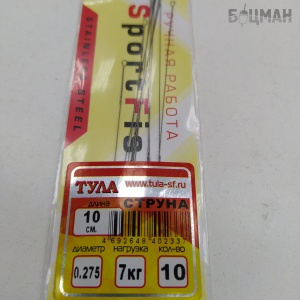 БОЦМАН
STAINLESS STEEL
SportFis
РУЧНАЯ РАБОТА
ТУЛА
www.tula-sf.ru
длина
СТРУНА
10
см.
4 692648 40233
диаметр нагрузка кол-во
0,275 7кг 10